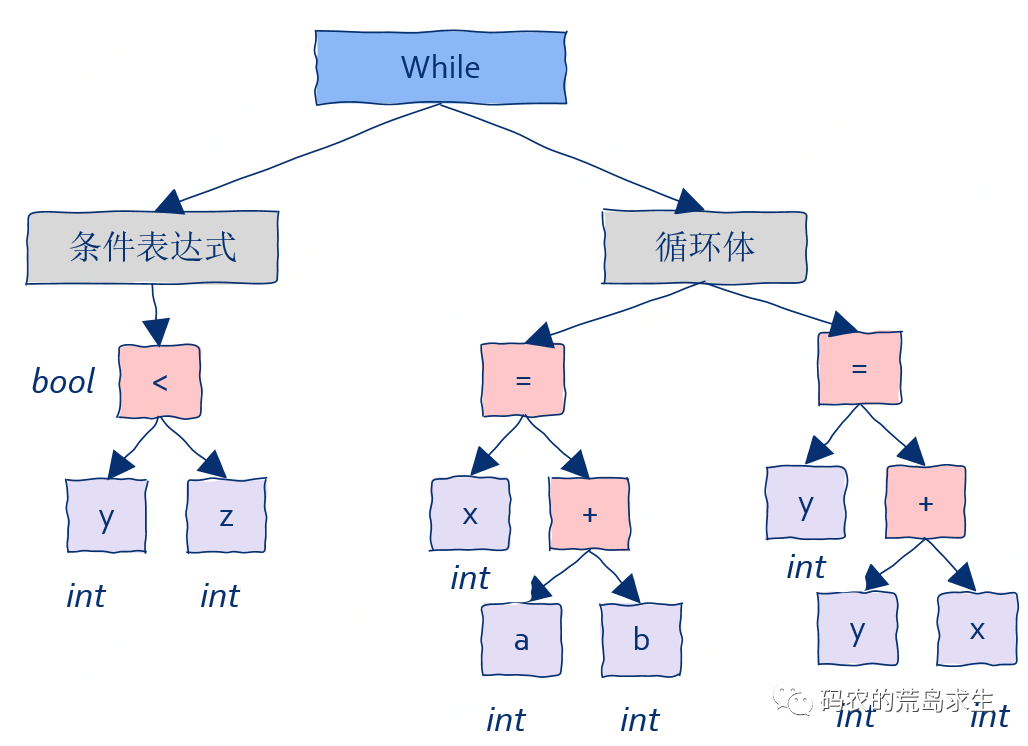 While
条件表达式
循环体
bool
<
=
=
y
z
x
+
y
+
int
int
int
int
a
b
y
x
int
int
int
int
码农的荒岛求生